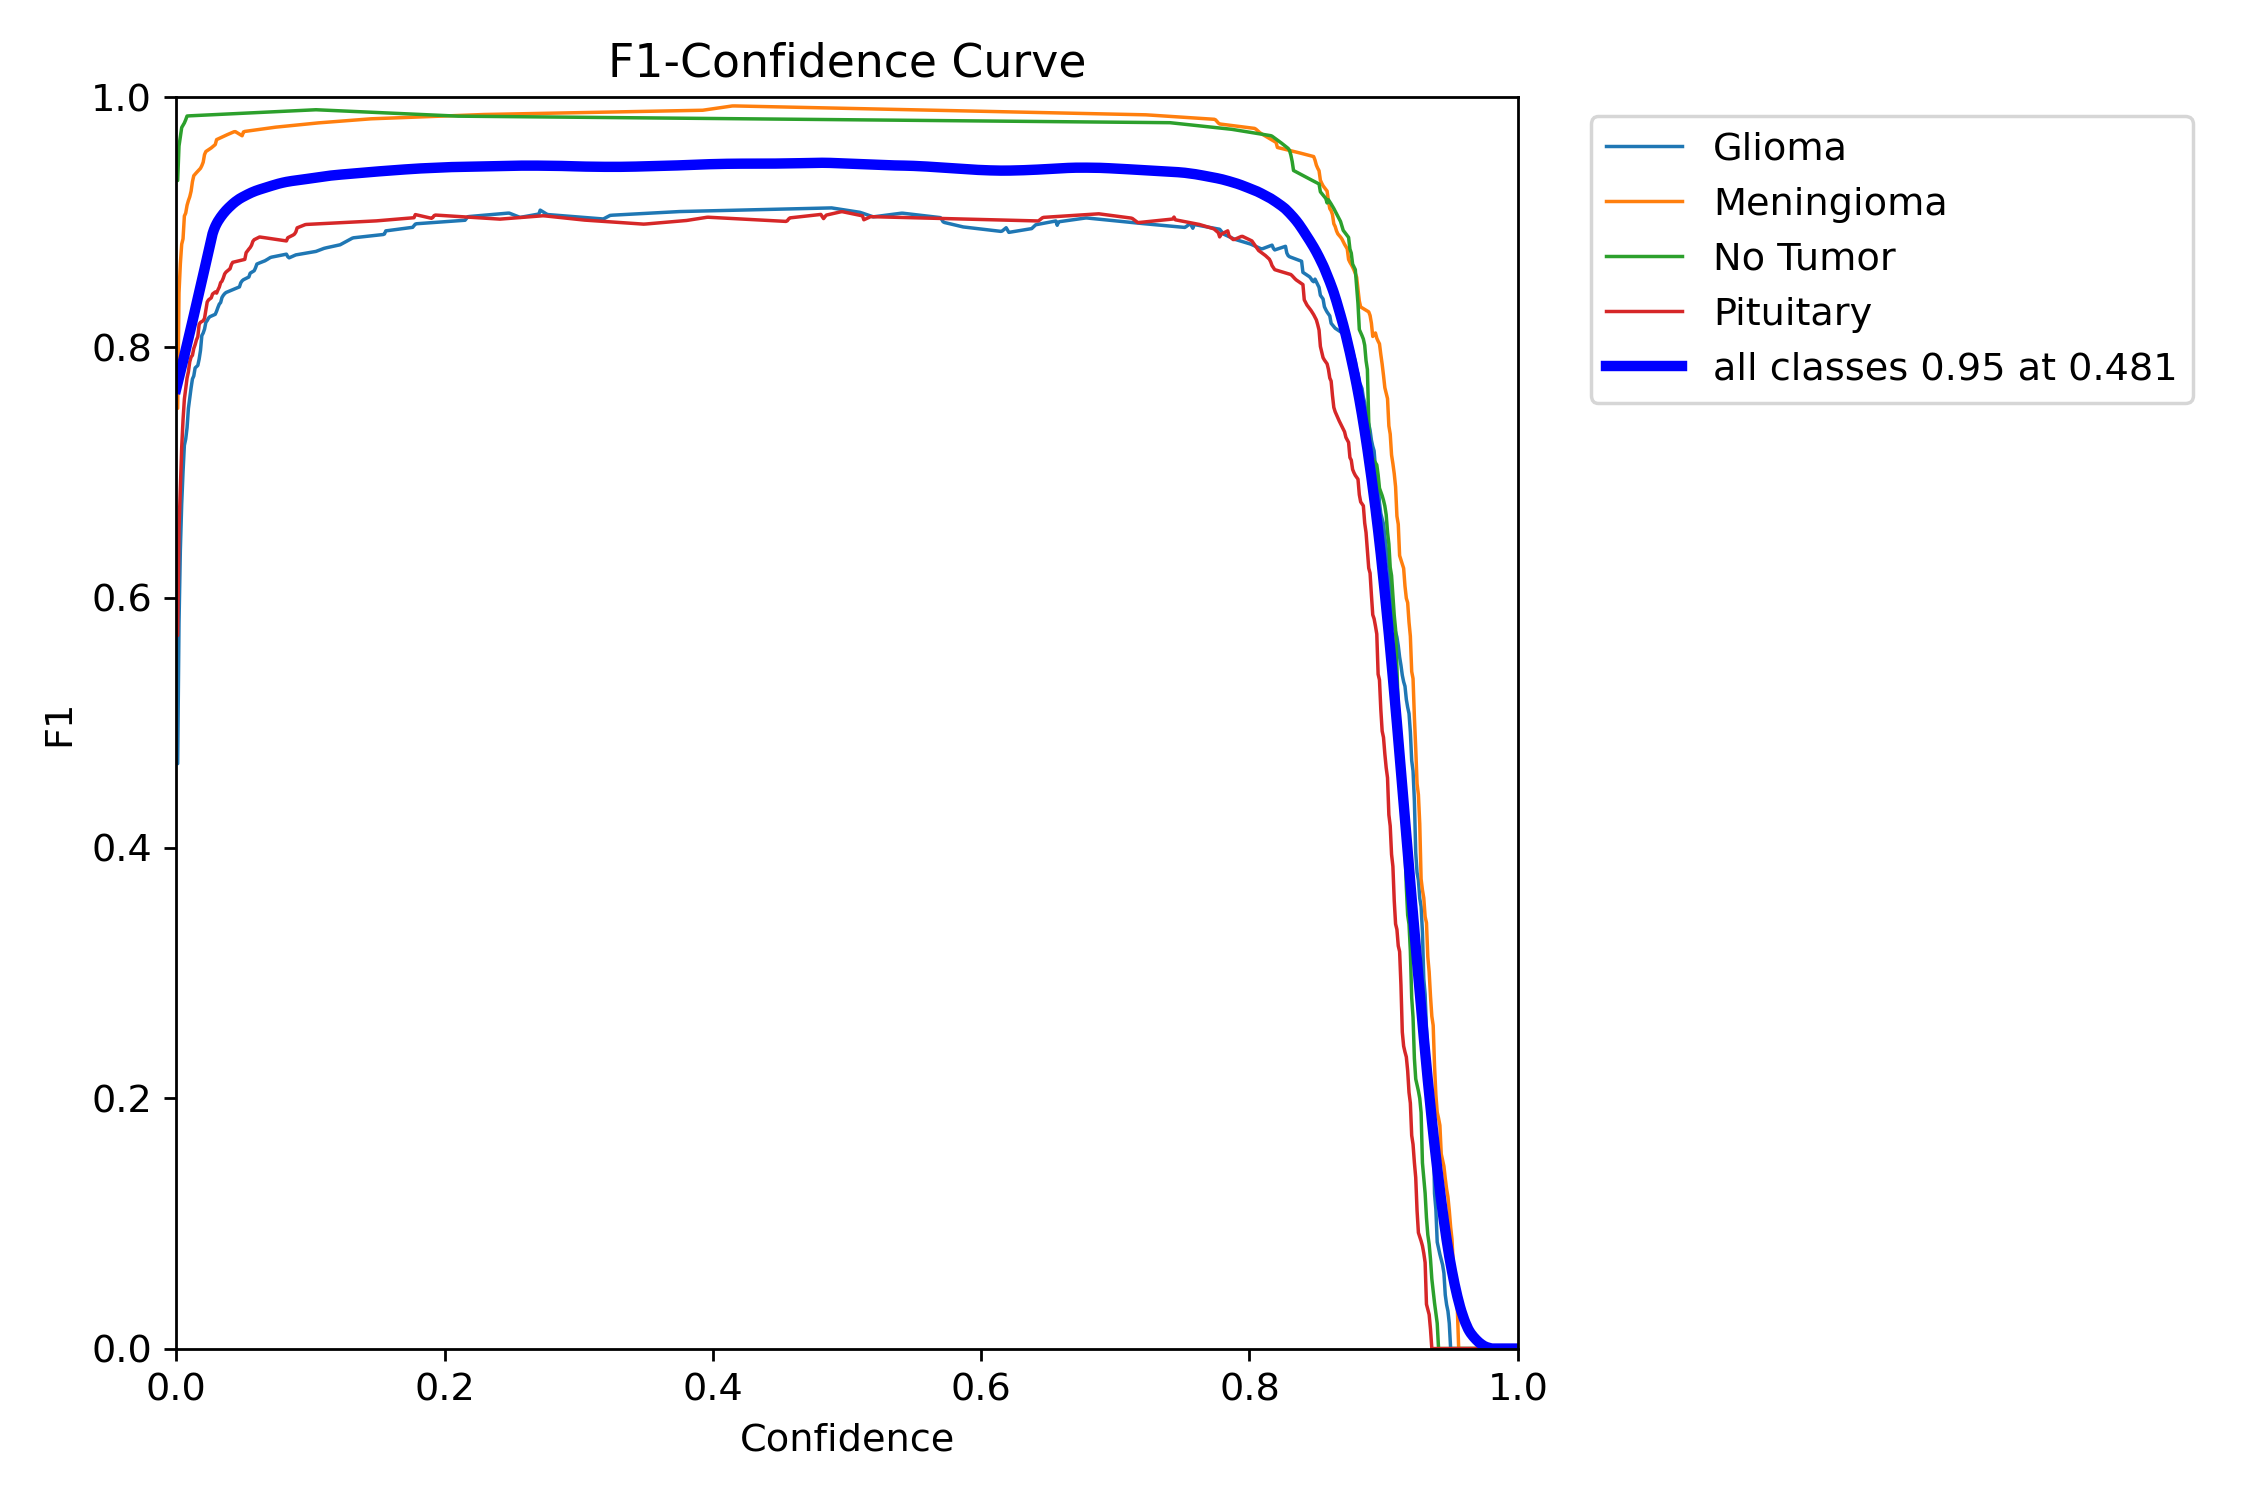 F1-Confidence Curve
1.0
0.8
0.6
0.4
0.2
0.0
F1
0.0 0.2 0.4 0.6 0.8 1.0
Confidence
Glioma
Meningioma
No Tumor
Pituitary
all classes 0.95 at 0.481